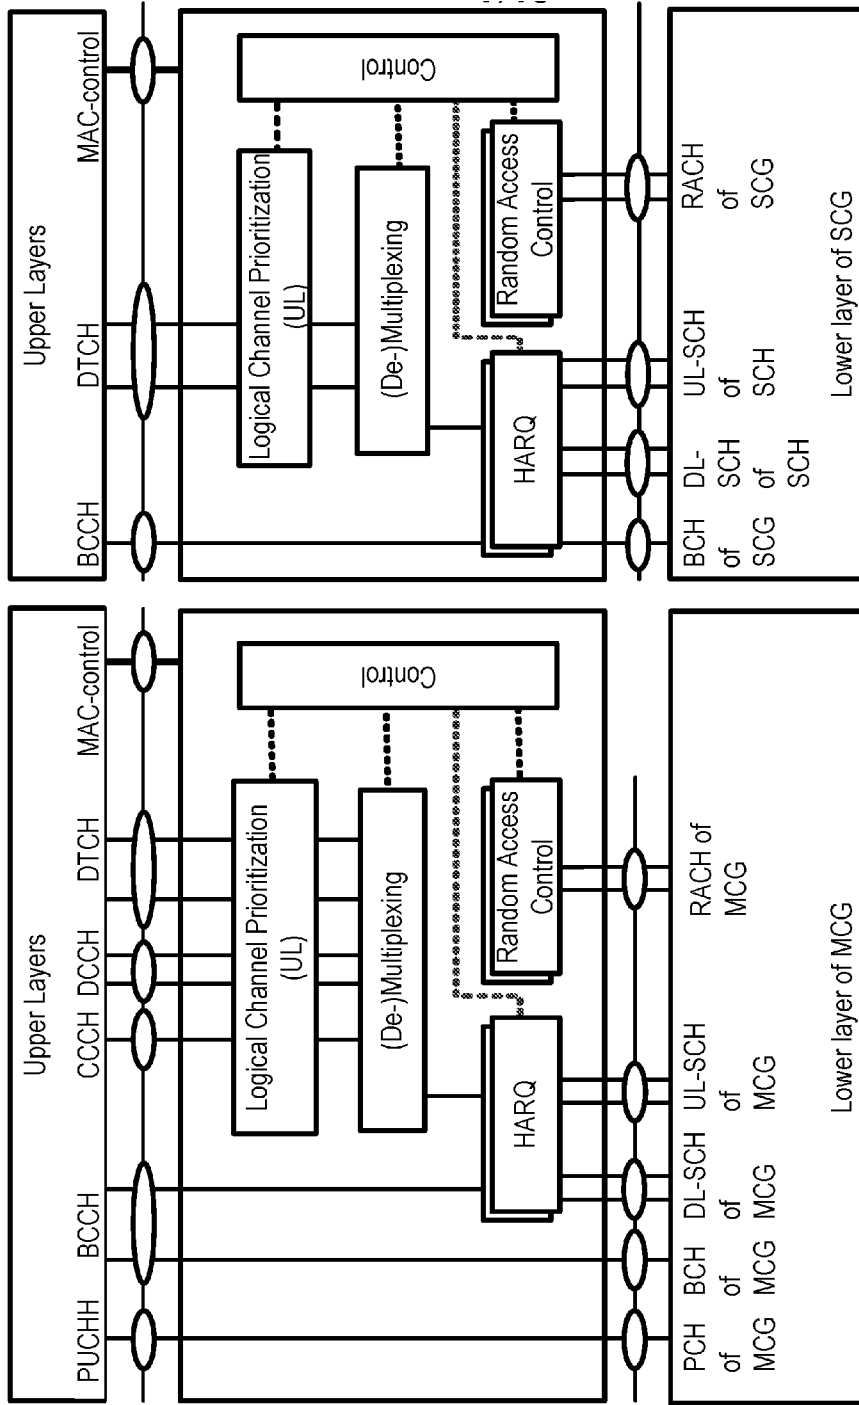 Upper Layers
PUCHH
BCCH
CCCH
DCCH
DTCH
MAC-control
Logical Channel Prioritization
(UL)
(De-)Multiplexing
HARQ
Random Access
Control
Control
PCH
of
MCG
BCH
of
MCG
DL-SCH
of
MCG
UL-SCH
of
MCG
RACH of
MCG
Lower layer of MCG
Upper Layers
BCCH
DTCH
MAC-control
Logical Channel Prioritization
(UL)
(De-)Multiplexing
HARQ
Random Access
Control
Control
BCH
of
SCG
DL-
SCH
of
SCH
UL-SCH
of
SCH
RACH
of
SCG
Lower layer of SCG